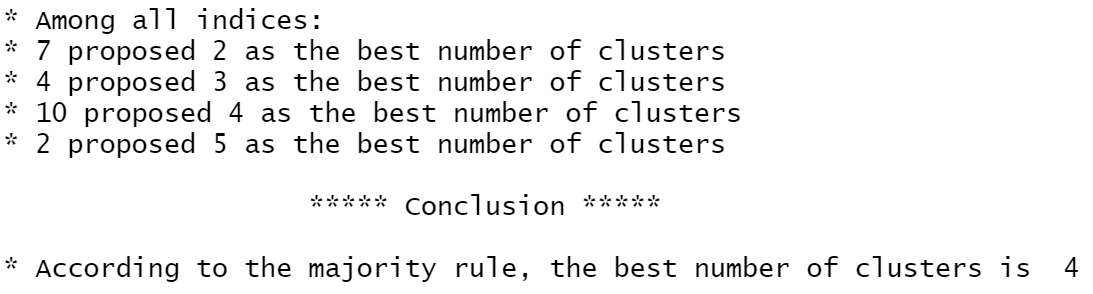 * Among all indices:
* 7 proposed 2 as the best number of clusters
* 4 proposed 3 as the best number of clusters
* 10 proposed 4 as the best number of clusters
* 2 proposed 5 as the best number of clusters
***** Conclusion *****
* According to the majority rule, the best number of clusters is  4